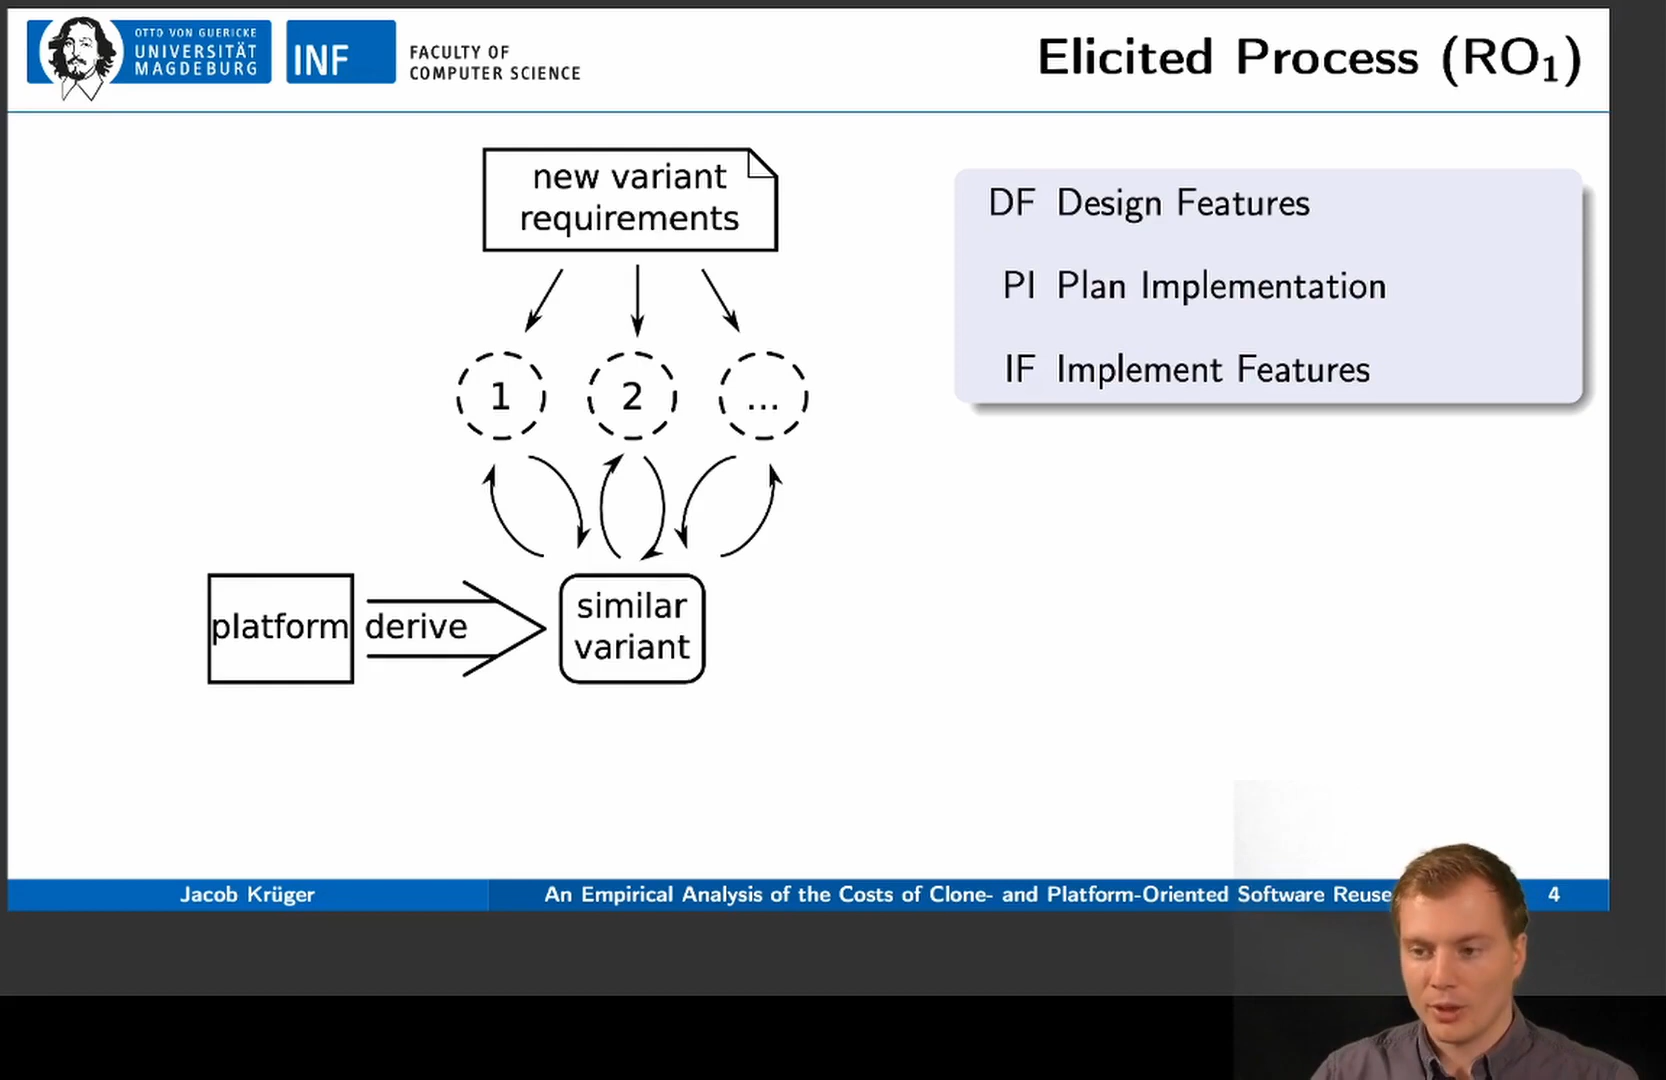 OTTO VON GUERICKE
UNIVERSITÄT
MAGDEBURG
INF
FACULTY OF
COMPUTER SCIENCE
Elicited Process (RO₁)
new variant
requirements
1
2
...
platform
derive
similar
variant
DF Design Features
PI Plan Implementation
IF Implement Features
Jacob Krüger
An Empirical Analysis of the Costs of Clone- and Platform-Oriented Software Reuse
4